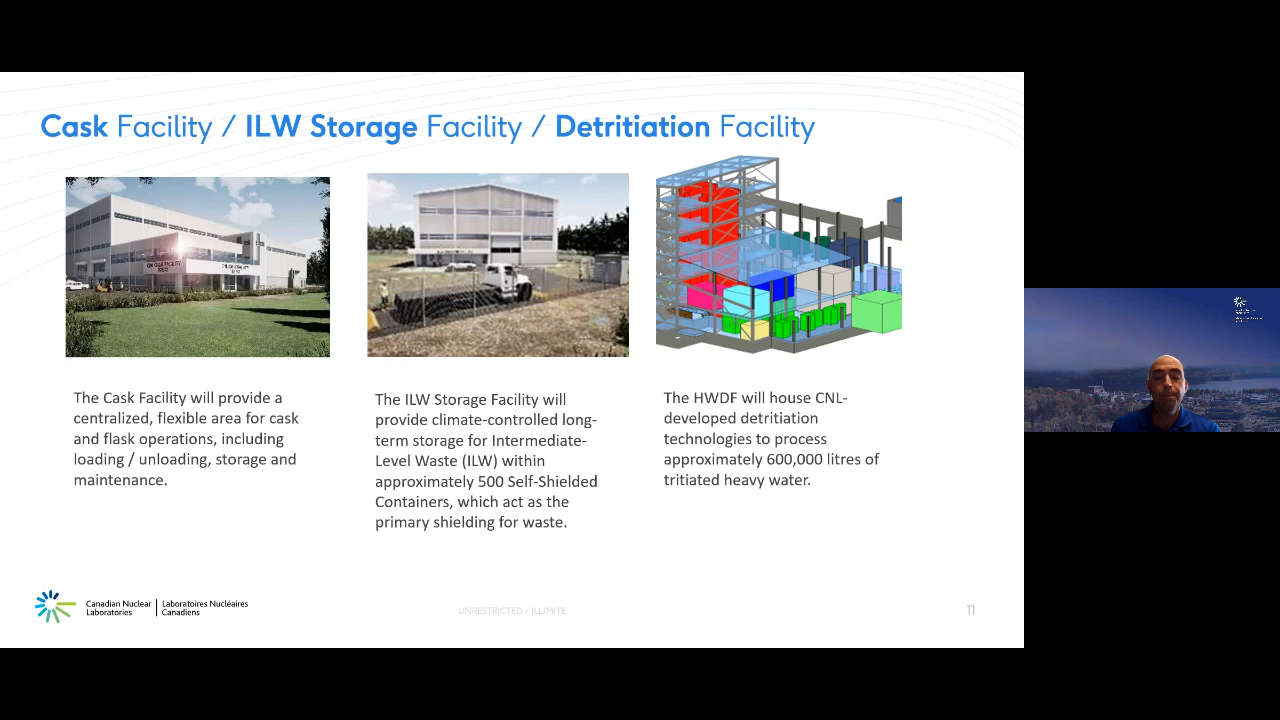 Cask Facility / ILW Storage Facility / Detritiation Facility
The Cask Facility will provide a
centralized, flexible area for cask
and flask operations, including
loading / unloading, storage and
maintenance.
The ILW Storage Facility will
provide climate-controlled long-
term storage for Intermediate-
Level Waste (ILW) within
approximately 500 Self-Shielded
Containers, which act as the
primary shielding for waste.
The HWDF will house CNL-
developed detritiation
technologies to process
approximately 600,000 litres of
tritiated heavy water.
Canadian Nuclear
Laboratories
Laboratoires Nucléaires
Canadiens
UNRESTRICTED / ILLIMITÉ
11